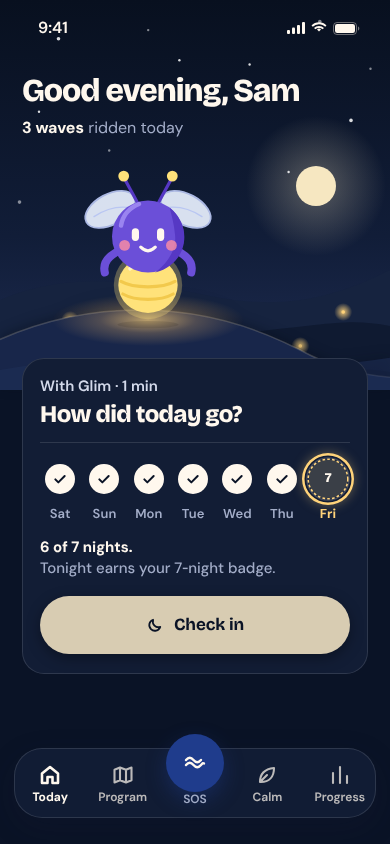 9:41
Good evening, Sam
3 waves ridden today
With Glim · 1 min
How did today go?
7
Sat Sun Mon Tue Wed Thu Fri
6 of 7 nights.
Tonight earns your 7-night badge.
Check in
Today Program SOS Calm Progress